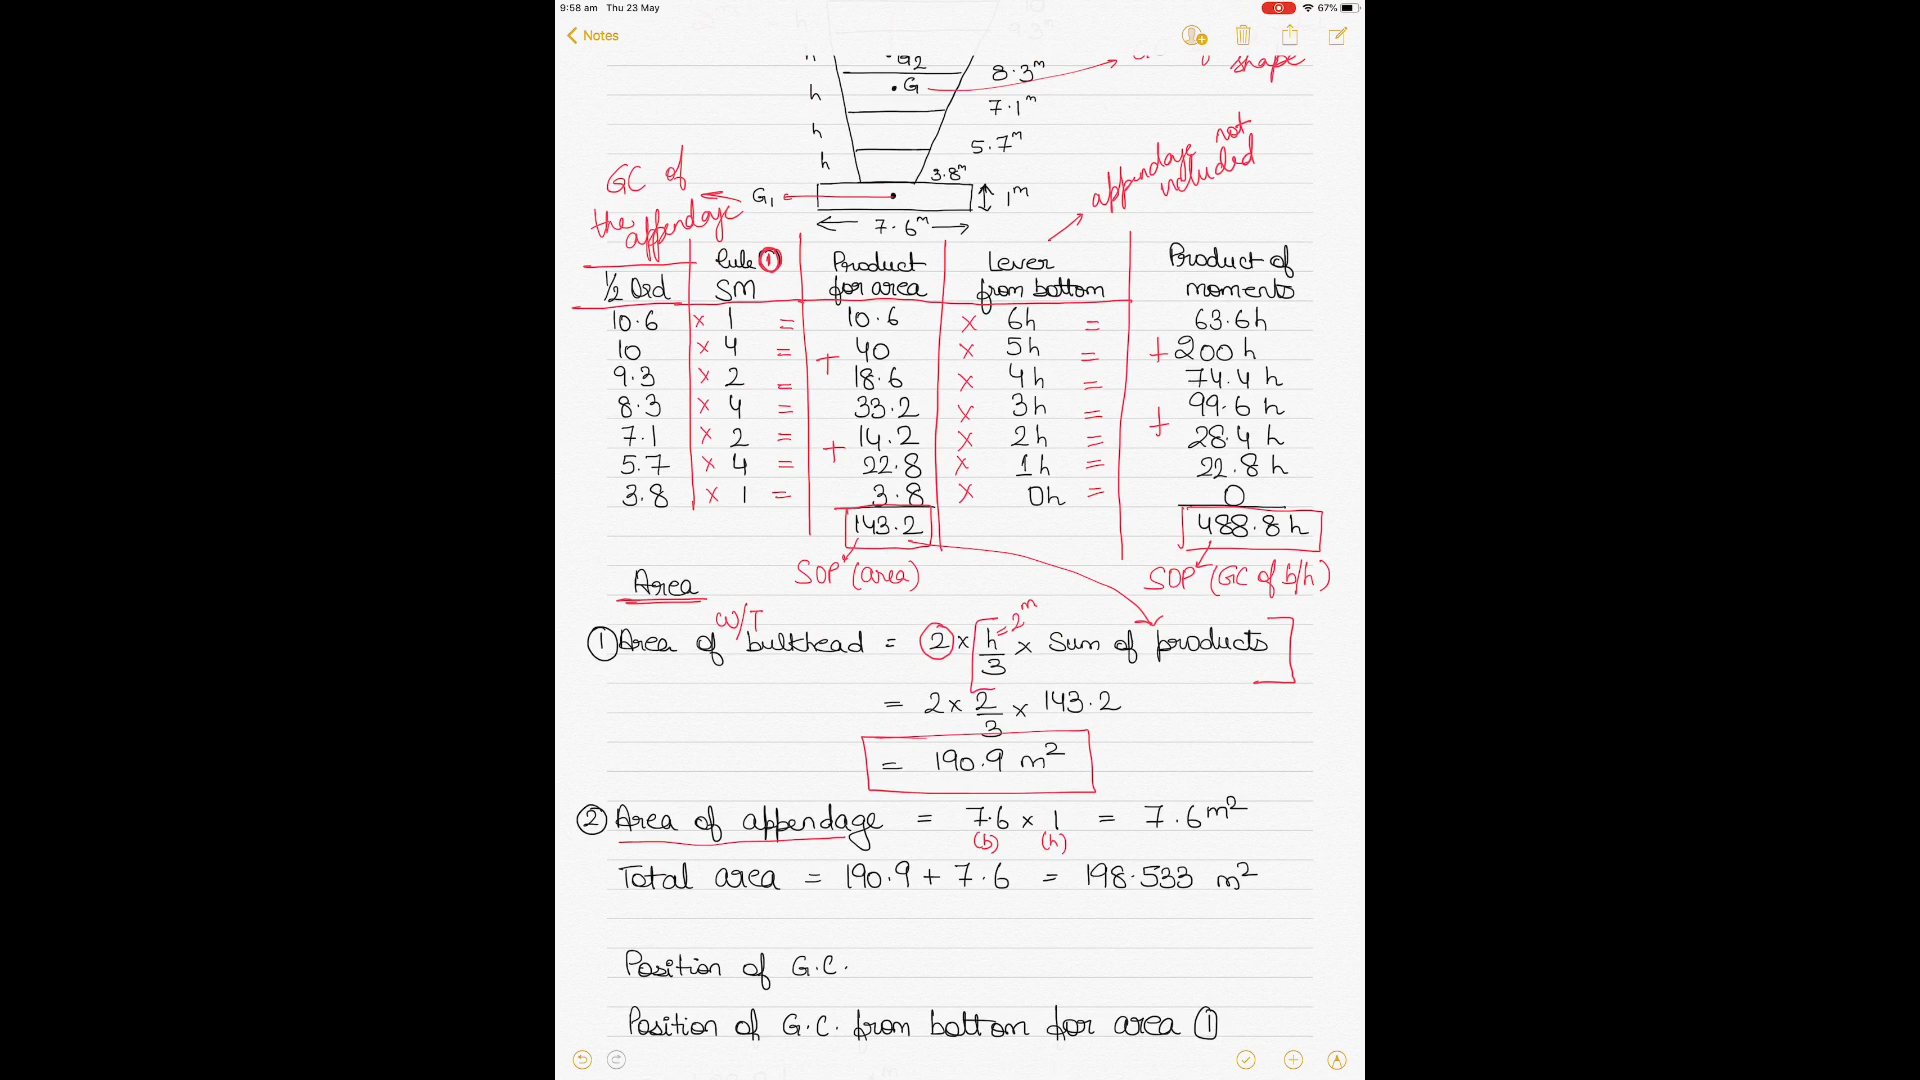 9:58 am Thu 23 May
67%
Notes
h
G2
8.3m
shape
h
G
7.1m
h
5.7m
h
3.8m
appendage not included
GC of the appendage
G1
1m
7.6m
½ Ord
Rule ① SM
Product for area
Lever from bottom
Product of moments
10.6 x 1 = 10.6 x 6h = 63.6h
10 x 4 = + 40 x 5h = + 200h
9.3 x 2 = 18.6 x 4h = 74.4h
8.3 x 4 = 33.2 x 3h = 99.6h
7.1 x 2 = + 14.2 x 2h = + 28.4h
5.7 x 4 = 22.8 x 1h = 22.8h
3.8 x 1 = 3.8 x 0h = 0
143.2 488.8h
SOP (area) SOP (GC of b/h)
Area
W/T
① Area of bulkhead = 2 x [h/3 x Sum of products]
=2m
= 2 x 2/3 x 143.2
= 190.9 m²
② Area of appendage = 7.6 x 1 = 7.6m²
(b) (h)
Total area = 190.9 + 7.6 = 198.533 m²
Position of G.C.
Position of G.C. from bottom for area ①